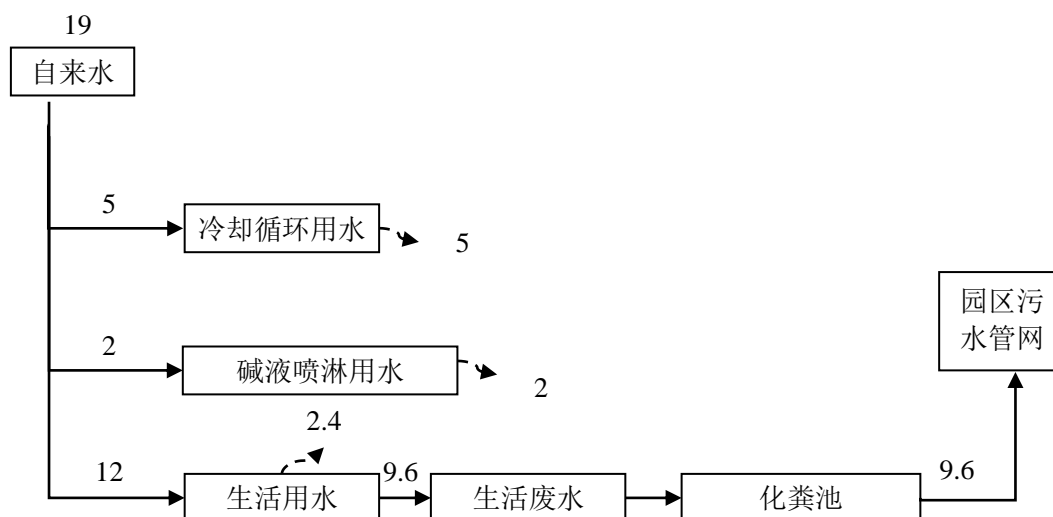 19
自来水
5
冷却循环用水
5
园区污
水管网
2
碱液喷淋用水
2
2.4
12
生活用水
9.6
生活废水
化粪池
9.6